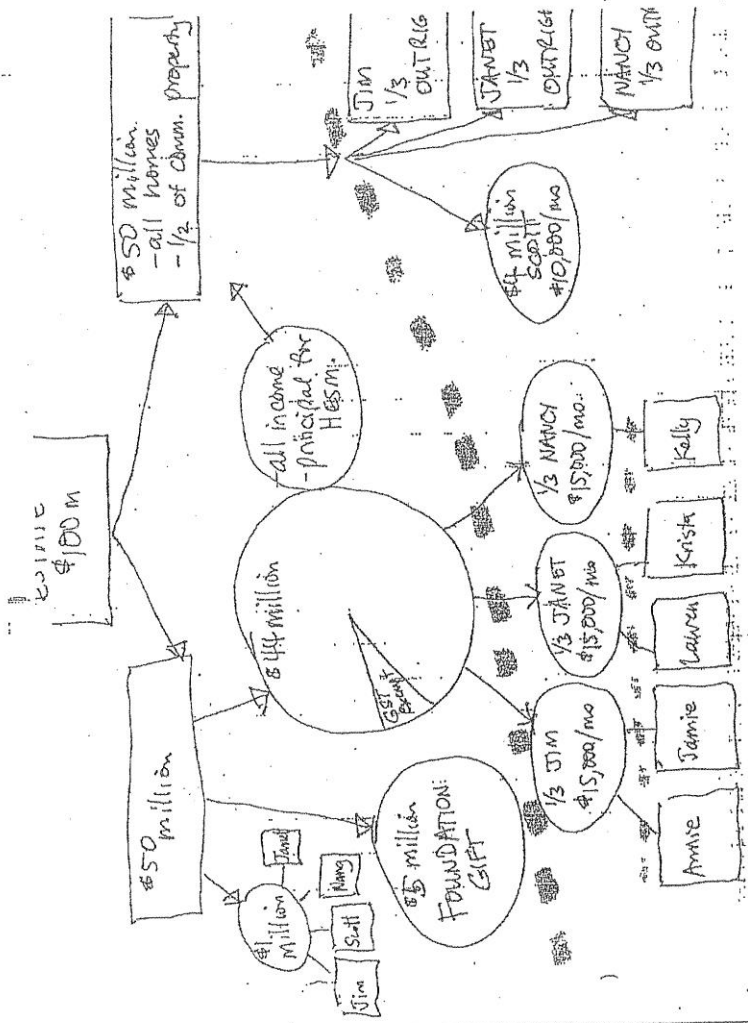 $100 m
$50
million
$50 million
-all homes
-1/2 of comm. property
$1
Million
Jim
Scott
Nancy
Janet
$5 million
FOUNDATION:
GIFT
$44 million
GST
exempt
-all income
-principal for
HESM.
1/3 JIM
$15,000/mo
1/3 JANET
$15,000/mo
1/3 NANCY
$15,000/mo.
Annie
Jamie
Lauren
Krista
Kelly
$4 million
SCOTT
$10,000/mo
JIM
1/3
OUTRIG
JANET
1/3
OUTRIG
NANCY
1/3 OUT